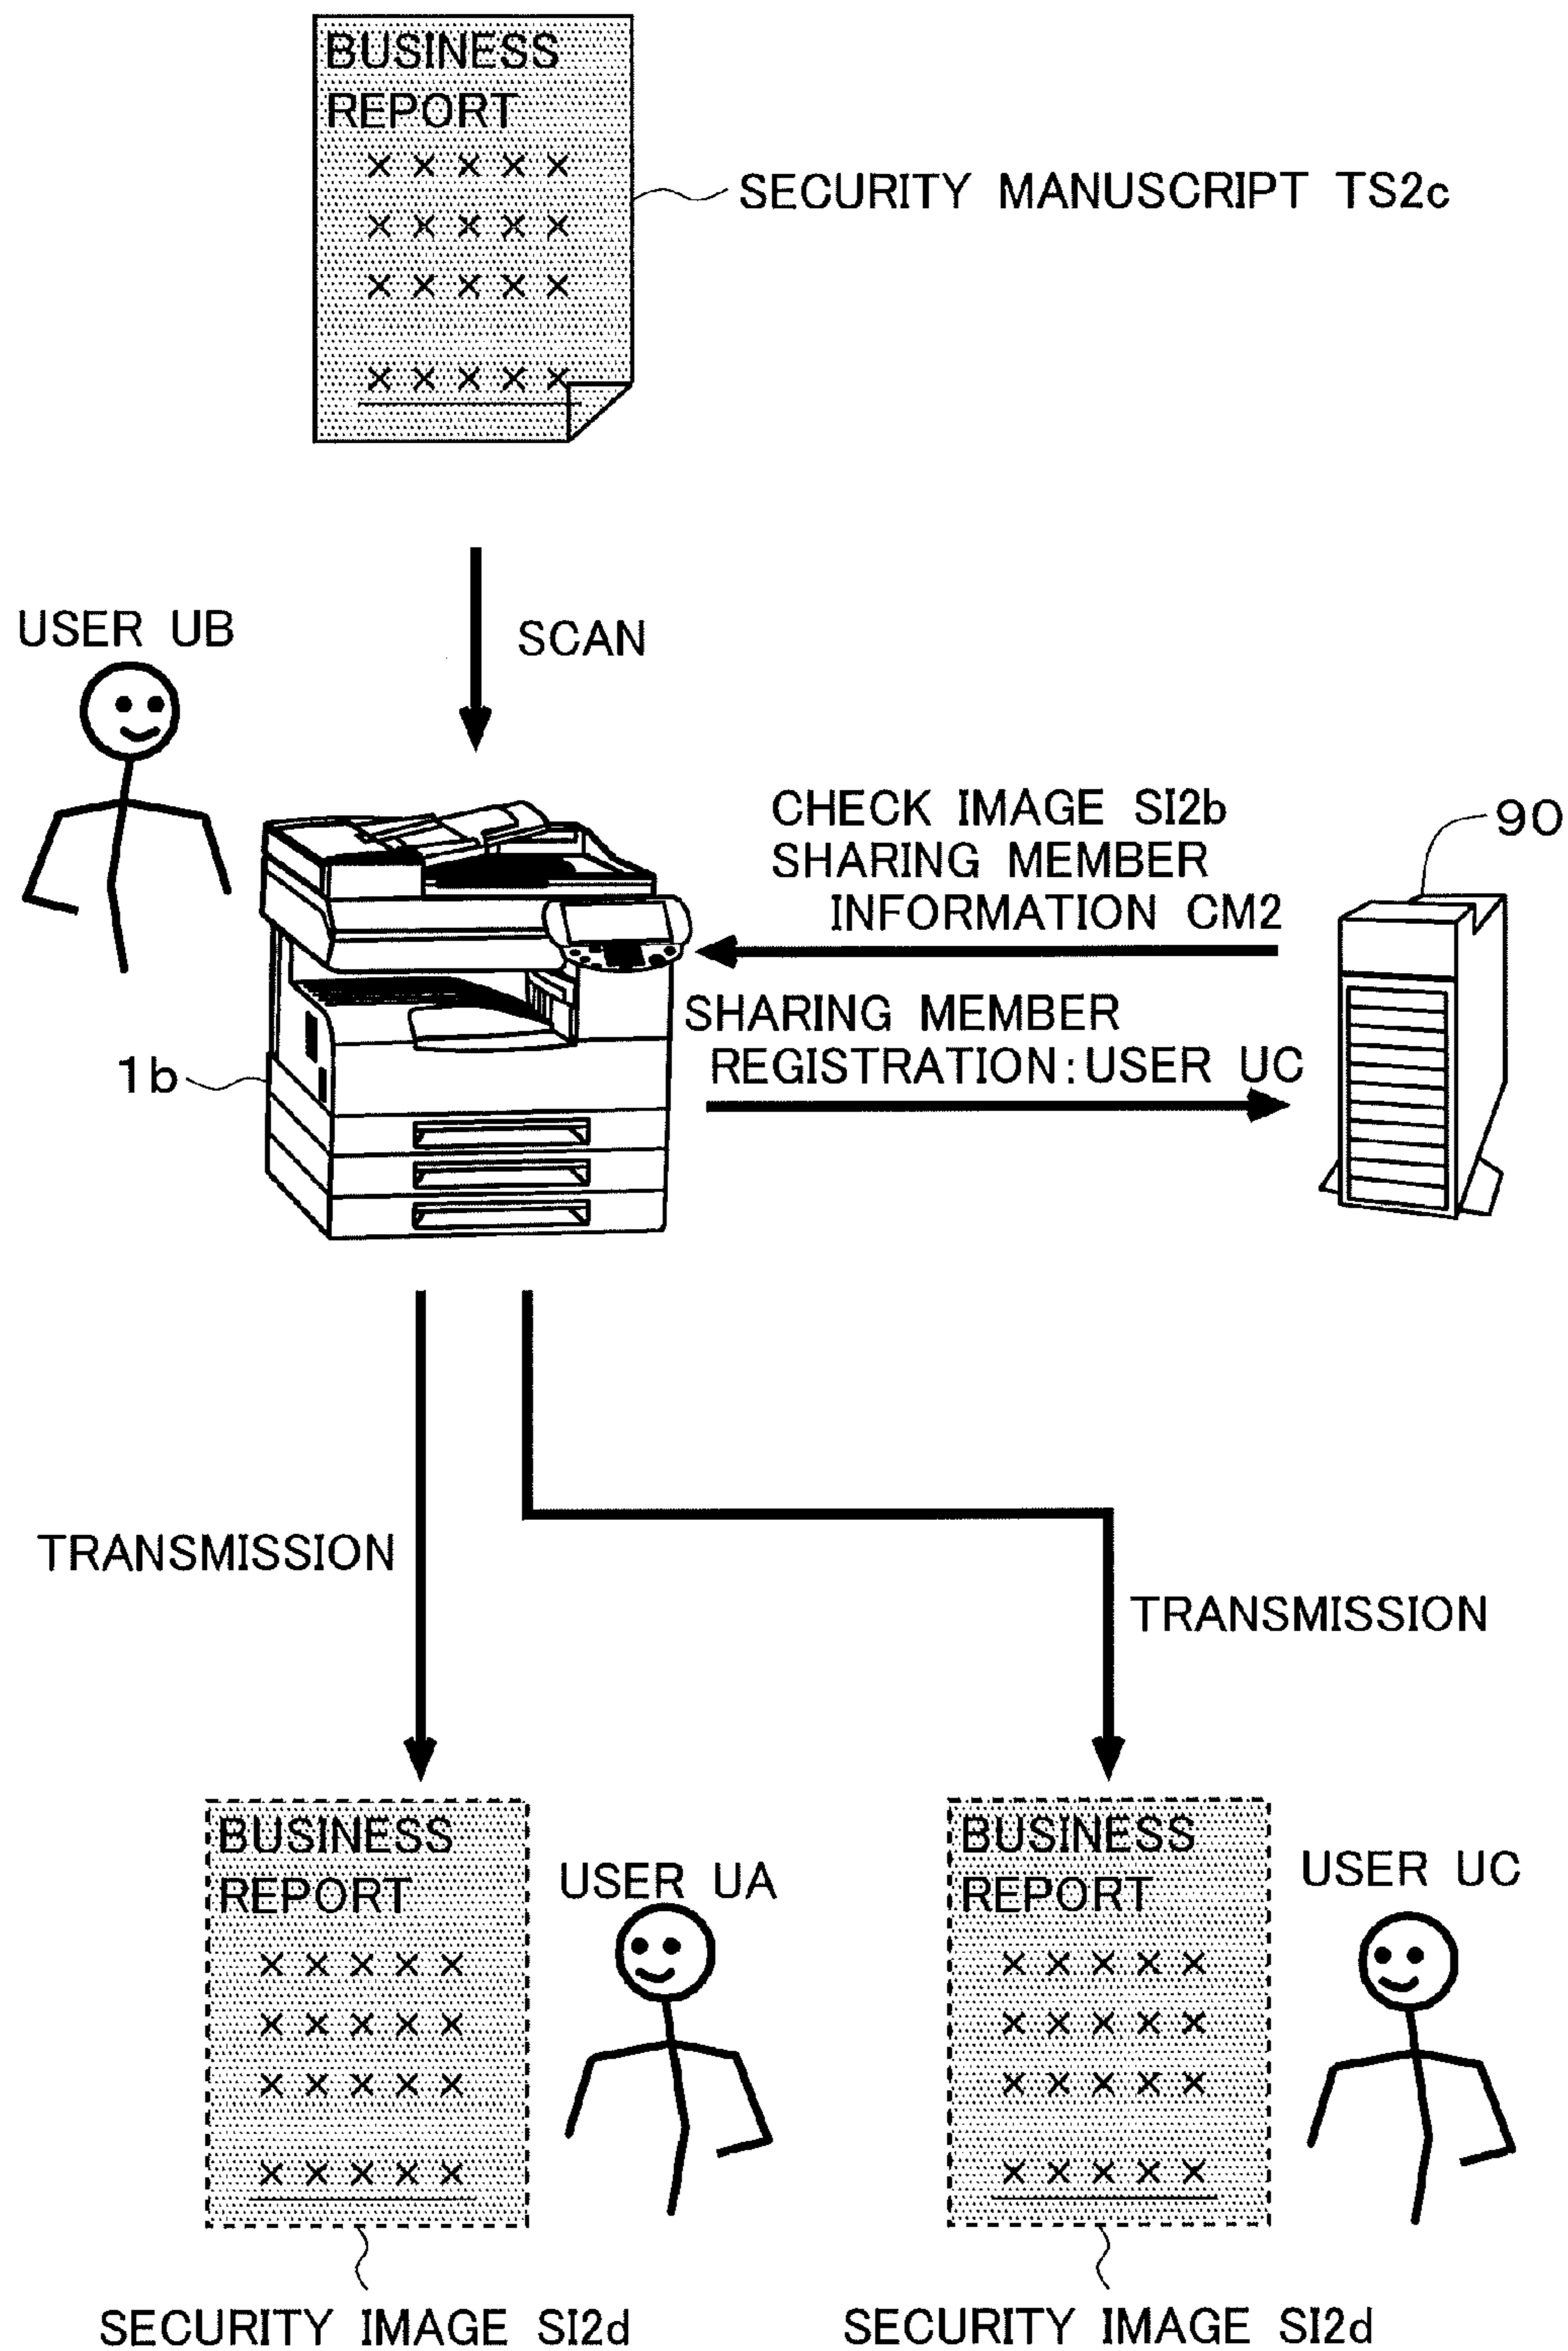 BUSINESS
REPORT
×××××
×××××
×××××
×××××
SECURITY MANUSCRIPT TS2c
USER UB
SCAN
CHECK IMAGE SI2b
SHARING MEMBER
INFORMATION CM2
90
SHARING MEMBER
REGISTRATION:USER UC
1b
TRANSMISSION
TRANSMISSION
BUSINESS
REPORT
×××××
×××××
×××××
×××××
USER UA
SECURITY IMAGE SI2d
BUSINESS
REPORT
×××××
×××××
×××××
×××××
USER UC
SECURITY IMAGE SI2d